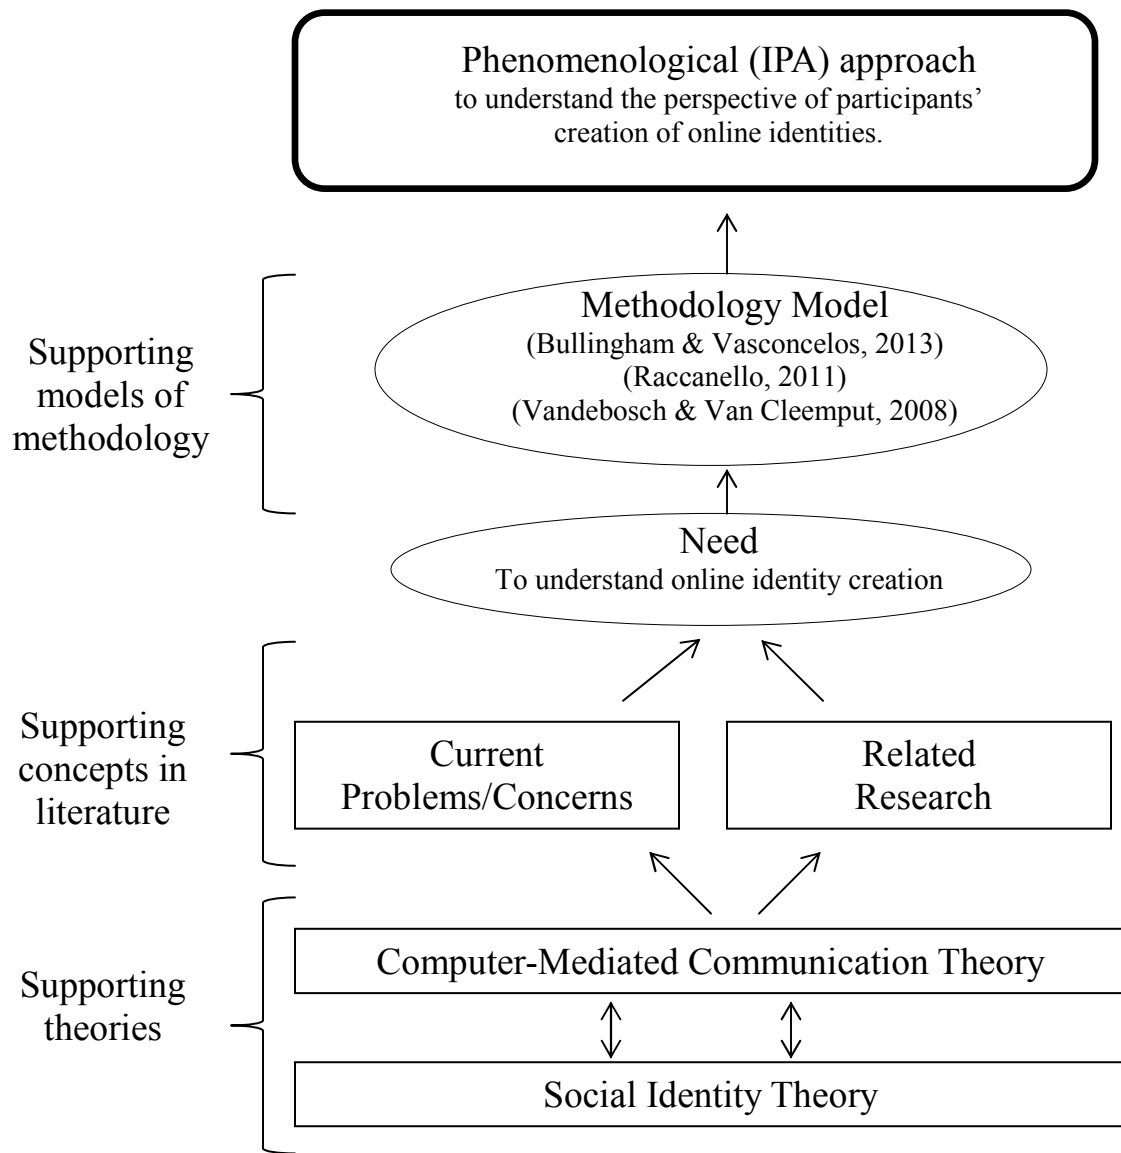 Phenomenological (IPA) approach
to understand the perspective of participants’
creation of online identities.
Supporting
models of
methodology
Methodology Model
(Bullingham & Vasconcelos, 2013)
(Raccanello, 2011)
(Vandebosch & Van Cleemput, 2008)
Need
To understand online identity creation
Supporting
concepts in
literature
Current
Problems/Concerns
Related
Research
Supporting
theories
Computer-Mediated Communication Theory
Social Identity Theory